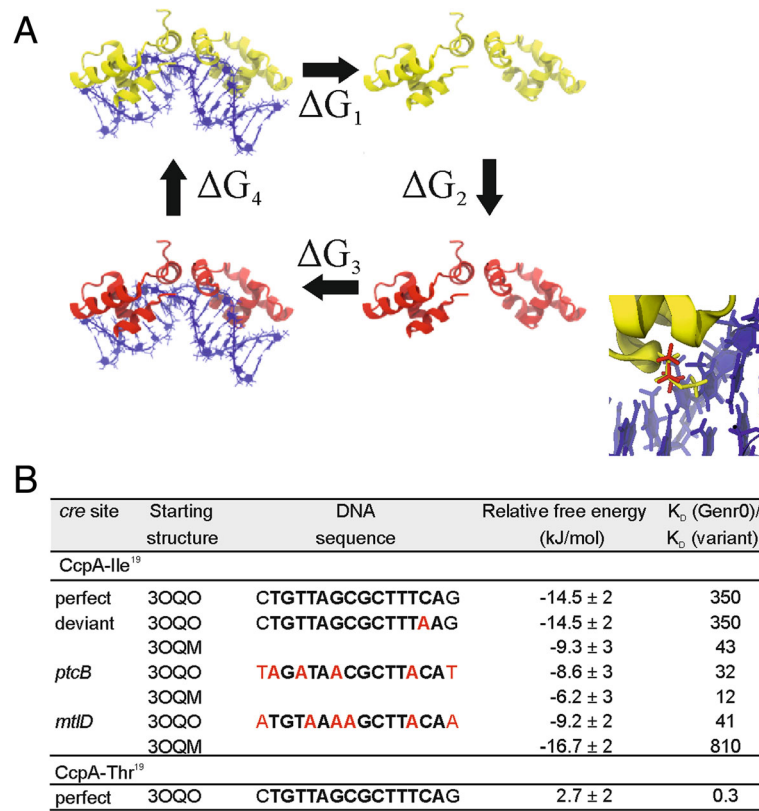 A
ΔG₁
ΔG₄
ΔG₂
ΔG₃
B
cre site Starting structure DNA sequence Relative free energy (kJ/mol) K_D (Genr0)/ K_D (variant)
CcpA-Ile¹⁹
perfect 3OQO CTGTTAGCGCTTTCAG -14.5 ± 2 350
deviant 3OQO CTGTTAGCGCTTTAAG -14.5 ± 2 350
3OQM -9.3 ± 3 43
ptcB 3OQO TAGATAACGCTTACAT -8.6 ± 3 32
3OQM -6.2 ± 3 12
mtlD 3OQO ATGTAAAAGCTTACAA -9.2 ± 2 41
3OQM -16.7 ± 2 810
CcpA-Thr¹⁹
perfect 3OQO CTGTTAGCGCTTTCAG 2.7 ± 2 0.3